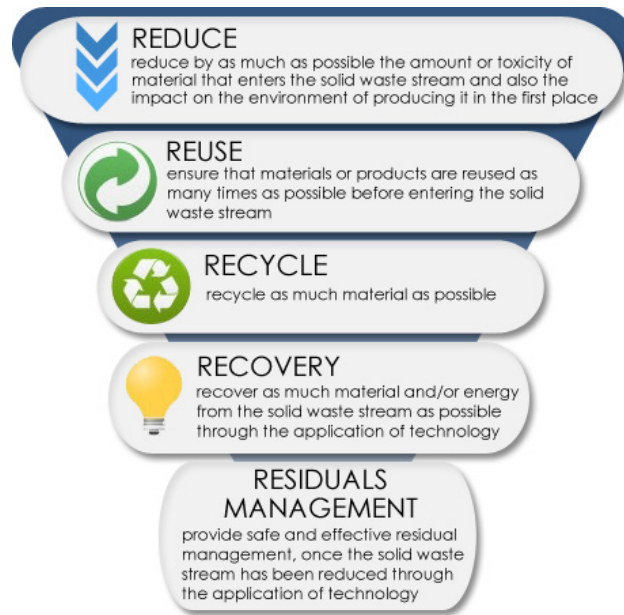 REDUCE
reduce by as much as possible the amount or toxicity of
material that enters the solid waste stream and also the
impact on the environment of producing it in the first place
REUSE
ensure that materials or products are reused as
many times as possible before entering the solid
waste stream
RECYCLE
recycle as much material as possible
RECOVERY
recover as much material and/or energy
from the solid waste stream as possible
through the application of technology
RESIDUALS
MANAGEMENT
provide safe and effective residual
management, once the solid waste
stream has been reduced through
the application of technology